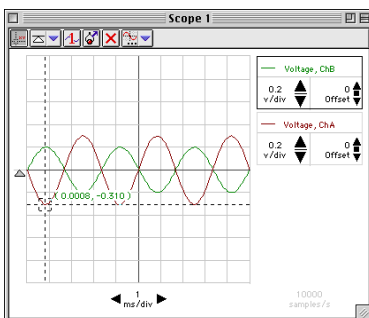 Scope 1
Voltage, ChB
0.2
v/div
0
Offset
Voltage, ChA
0.2
v/div
0
Offset
( 0.0008, -0.310 )
1
ms/div
10000
samples/s